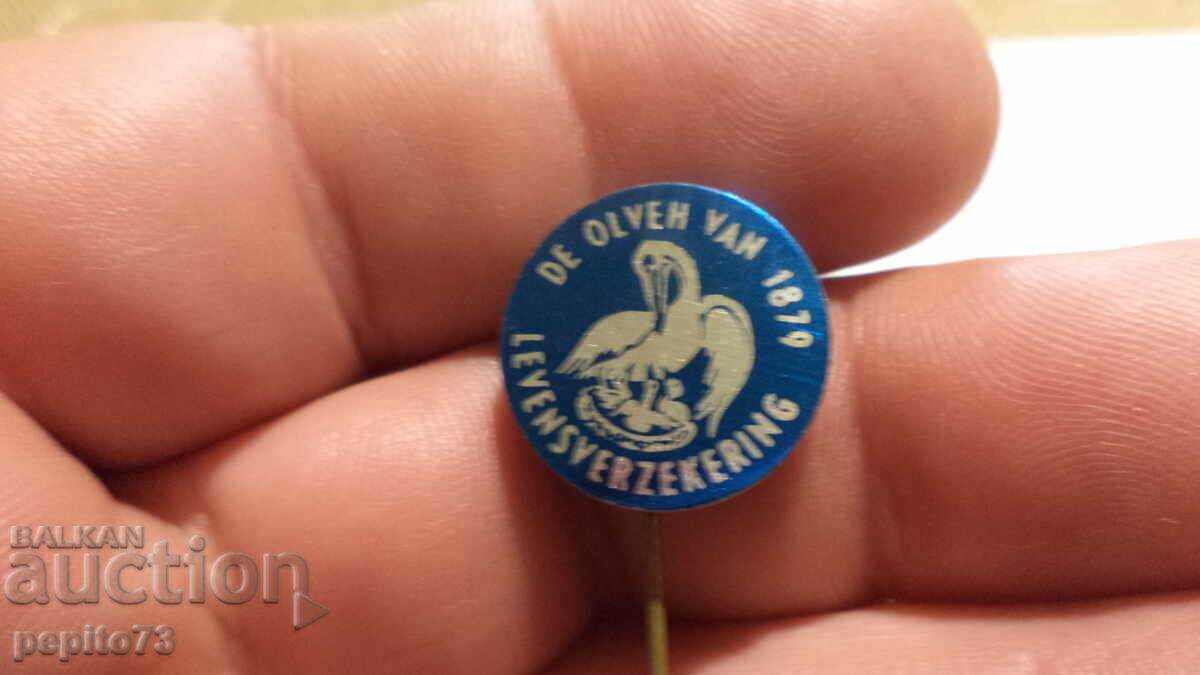 DE OLVEH VAN 1879
LEVENSVERZEKERING
BALKAN
auction
pepito73